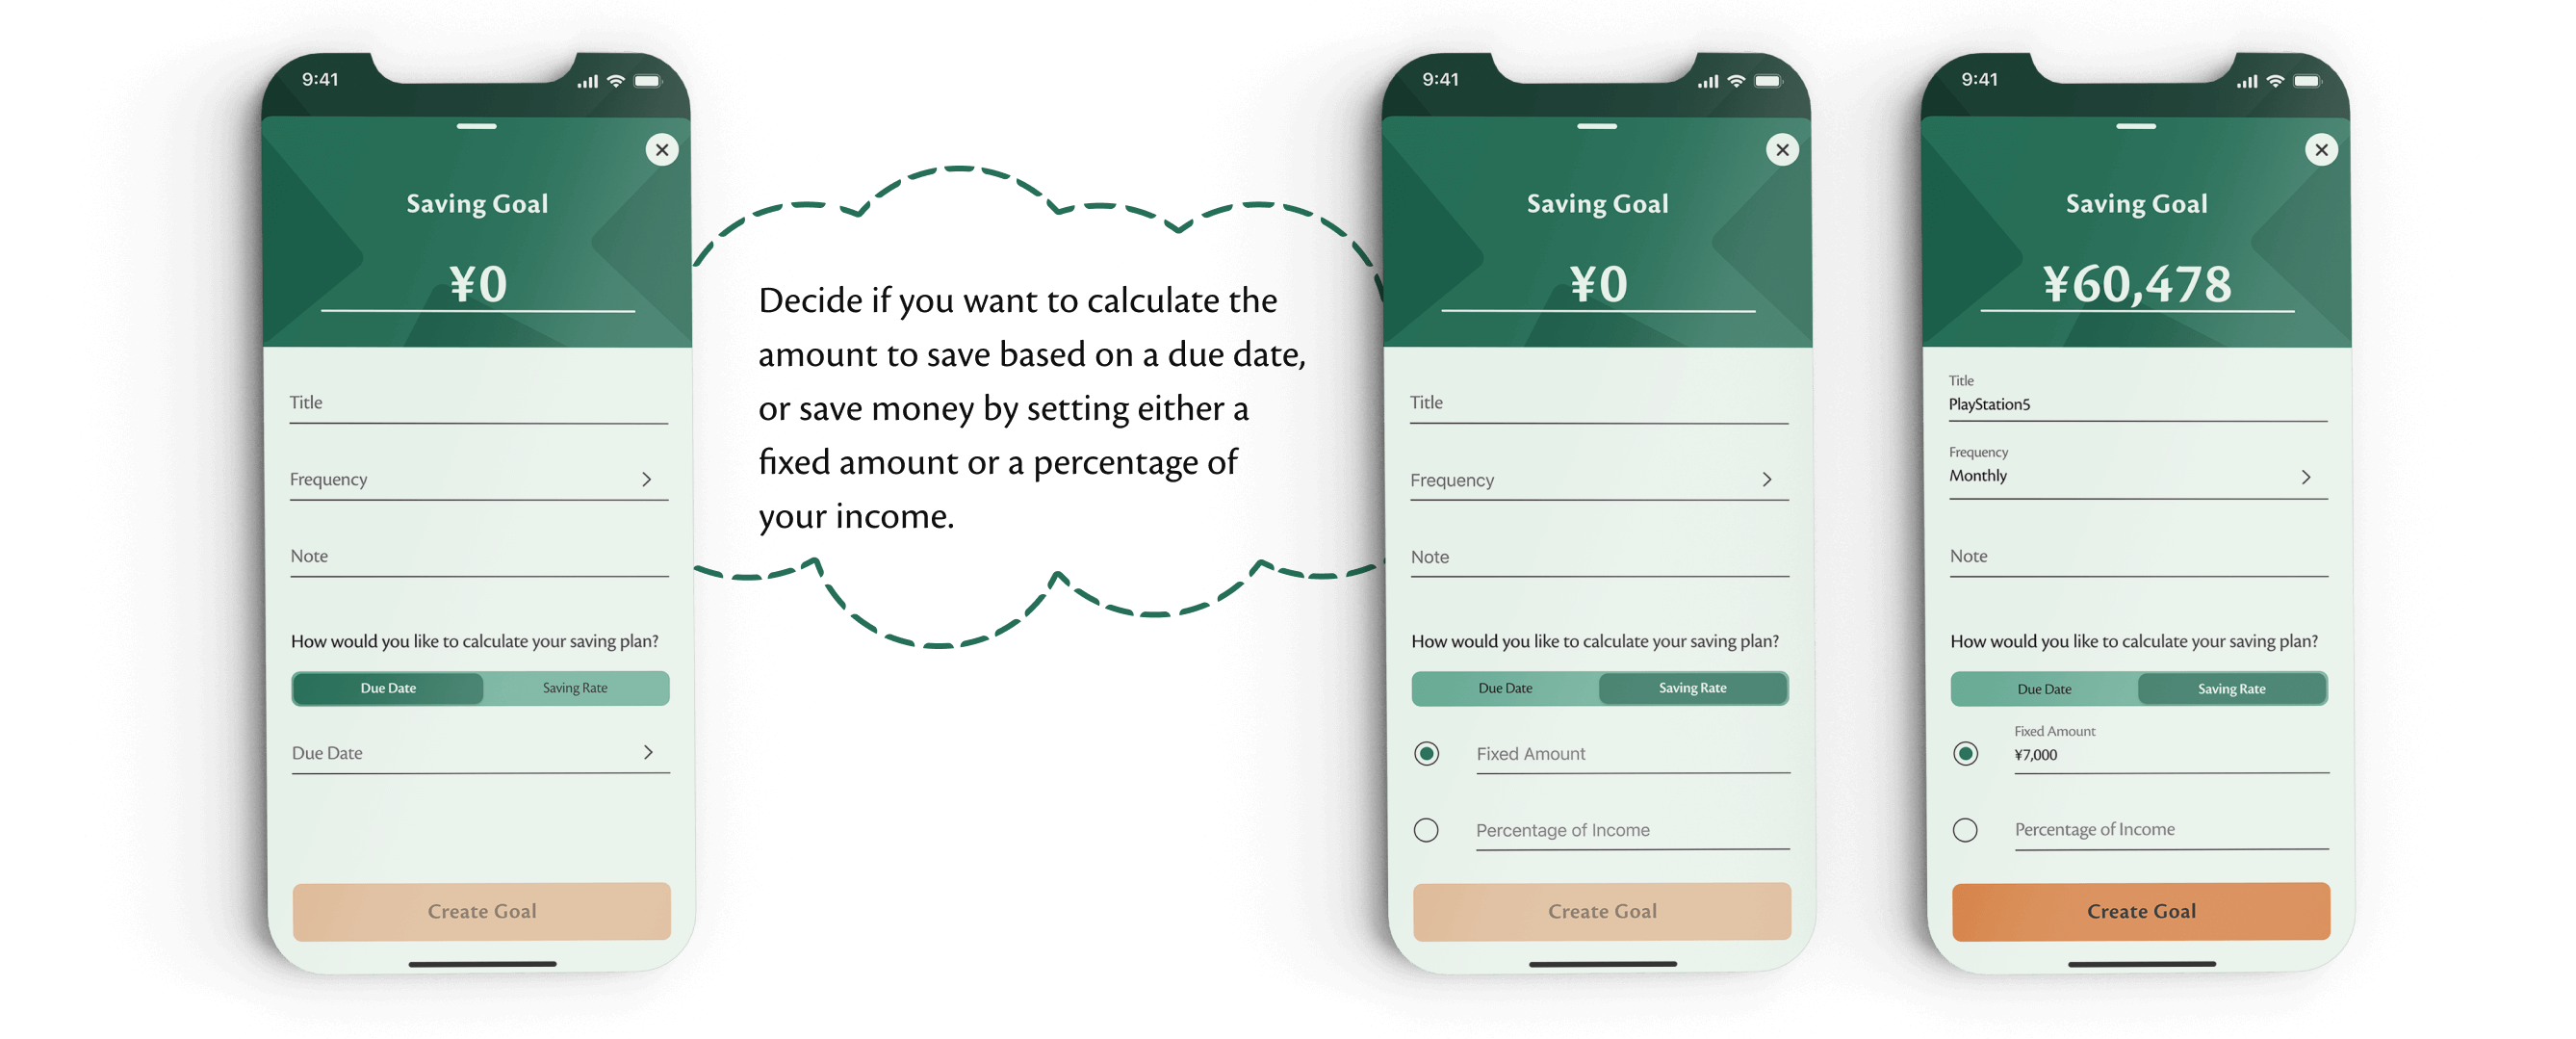 9:41
Saving Goal
¥0
Title
Frequency
Note
How would you like to calculate your saving plan?
Due Date Saving Rate
Due Date
Create Goal
Decide if you want to calculate the
amount to save based on a due date,
or save money by setting either a
fixed amount or a percentage of
your income.
9:41
Saving Goal
¥0
Title
Frequency
Note
How would you like to calculate your saving plan?
Due Date Saving Rate
Fixed Amount
Percentage of Income
Create Goal
9:41
Saving Goal
¥60,478
Title
PlayStation5
Frequency
Monthly
Note
How would you like to calculate your saving plan?
Due Date Saving Rate
Fixed Amount
¥7,000
Percentage of Income
Create Goal